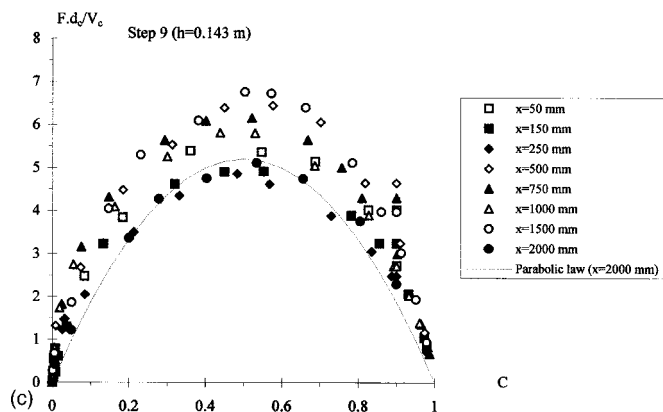 F.d_c/V_c
Step 9 (h=0.143 m)
8
7
6
5
4
3
2
1
0
0
0.2
0.4
0.6
0.8
1
C
(c)
x=50 mm
x=150 mm
x=250 mm
x=500 mm
x=750 mm
x=1000 mm
x=1500 mm
x=2000 mm
Parabolic law (x=2000 mm)